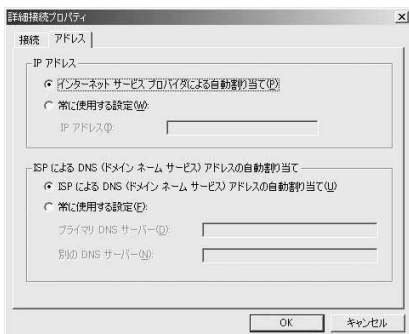 詳細接続プロパティ
接続 アドレス
IP アドレス
インターネット サービス プロバイダによる自動割り当て(P)
常に使用する設定(W):
IP アドレス(I):
ISP による DNS (ドメイン ネーム サービス) アドレスの自動割り当て
ISP による DNS (ドメイン ネーム サービス) アドレスの自動割り当て(U)
常に使用する設定(E):
プライマリ DNS サーバー(D):
別の DNS サーバー(N):
OK キャンセル